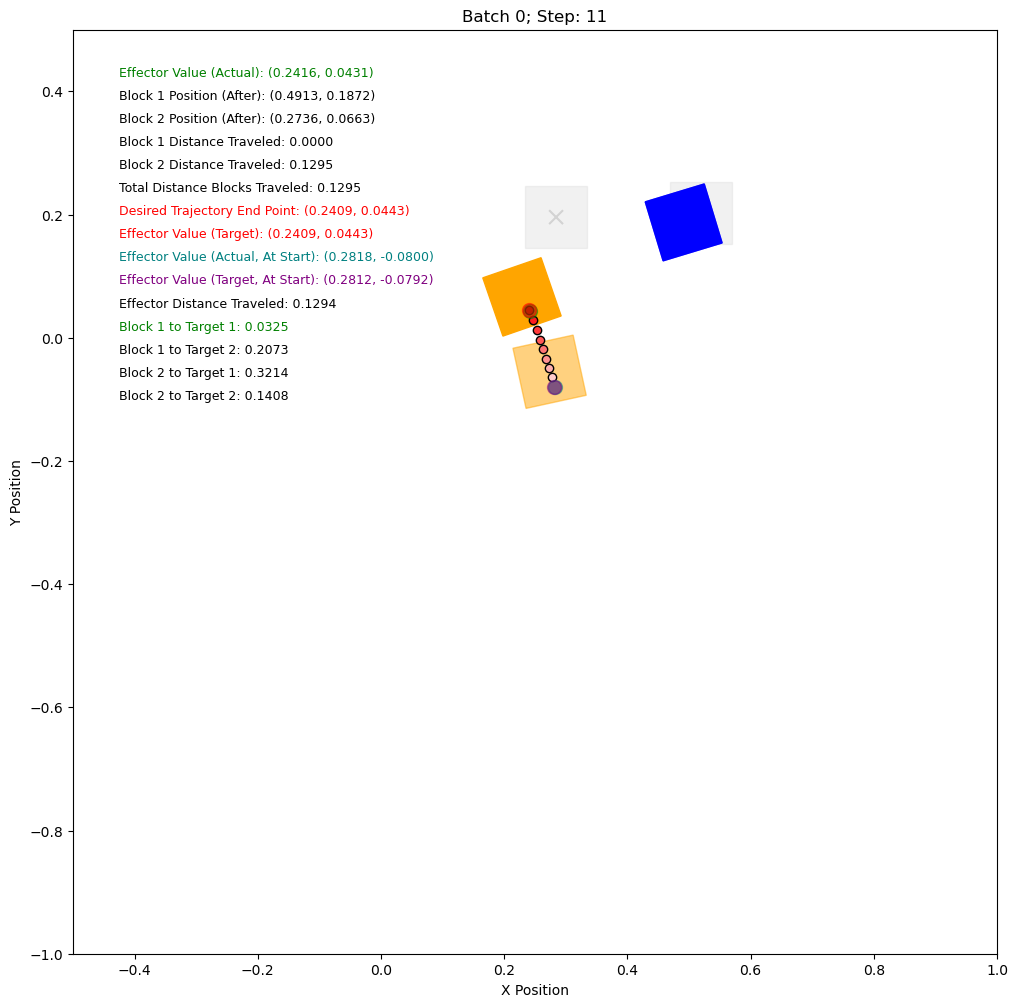 Batch 0; Step: 11
Effector Value (Actual): (0.2416, 0.0431)
Block 1 Position (After): (0.4913, 0.1872)
Block 2 Position (After): (0.2736, 0.0663)
Block 1 Distance Traveled: 0.0000
Block 2 Distance Traveled: 0.1295
Total Distance Blocks Traveled: 0.1295
Desired Trajectory End Point: (0.2409, 0.0443)
Effector Value (Target): (0.2409, 0.0443)
Effector Value (Actual, At Start): (0.2818, -0.0800)
Effector Value (Target, At Start): (0.2812, -0.0792)
Effector Distance Traveled: 0.1294
Block 1 to Target 1: 0.0325
Block 1 to Target 2: 0.2073
Block 2 to Target 1: 0.3214
Block 2 to Target 2: 0.1408
Y Position
0.4
0.2
0.0
−0.2
−0.4
−0.6
−0.8
−1.0
−0.4
−0.2
0.0
0.2
0.4
0.6
0.8
1.0
X Position